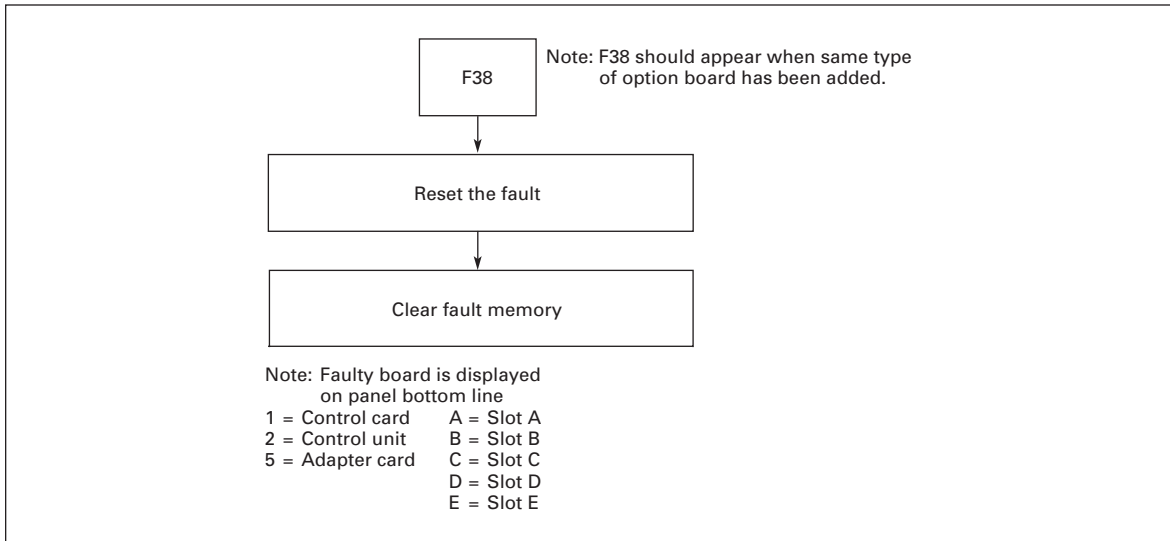 F38
Note: F38 should appear when same type
of option board has been added.
Reset the fault
Clear fault memory
Note: Faulty board is displayed
on panel bottom line
1 = Control card A = Slot A
2 = Control unit B = Slot B
5 = Adapter card C = Slot C
D = Slot D
E = Slot E